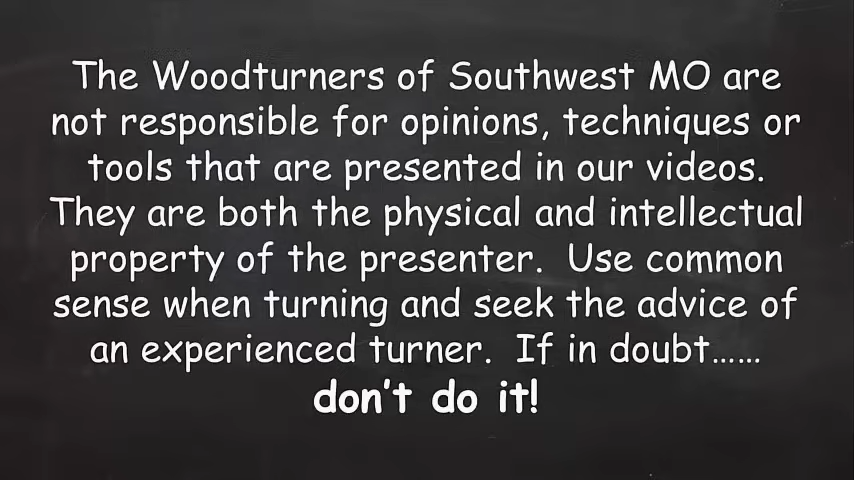 The Woodturners of Southwest MO are
not responsible for opinions, techniques or
tools that are presented in our videos.
They are both the physical and intellectual
property of the presenter.  Use common
sense when turning and seek the advice of
an experienced turner.  If in doubt……
don't do it!